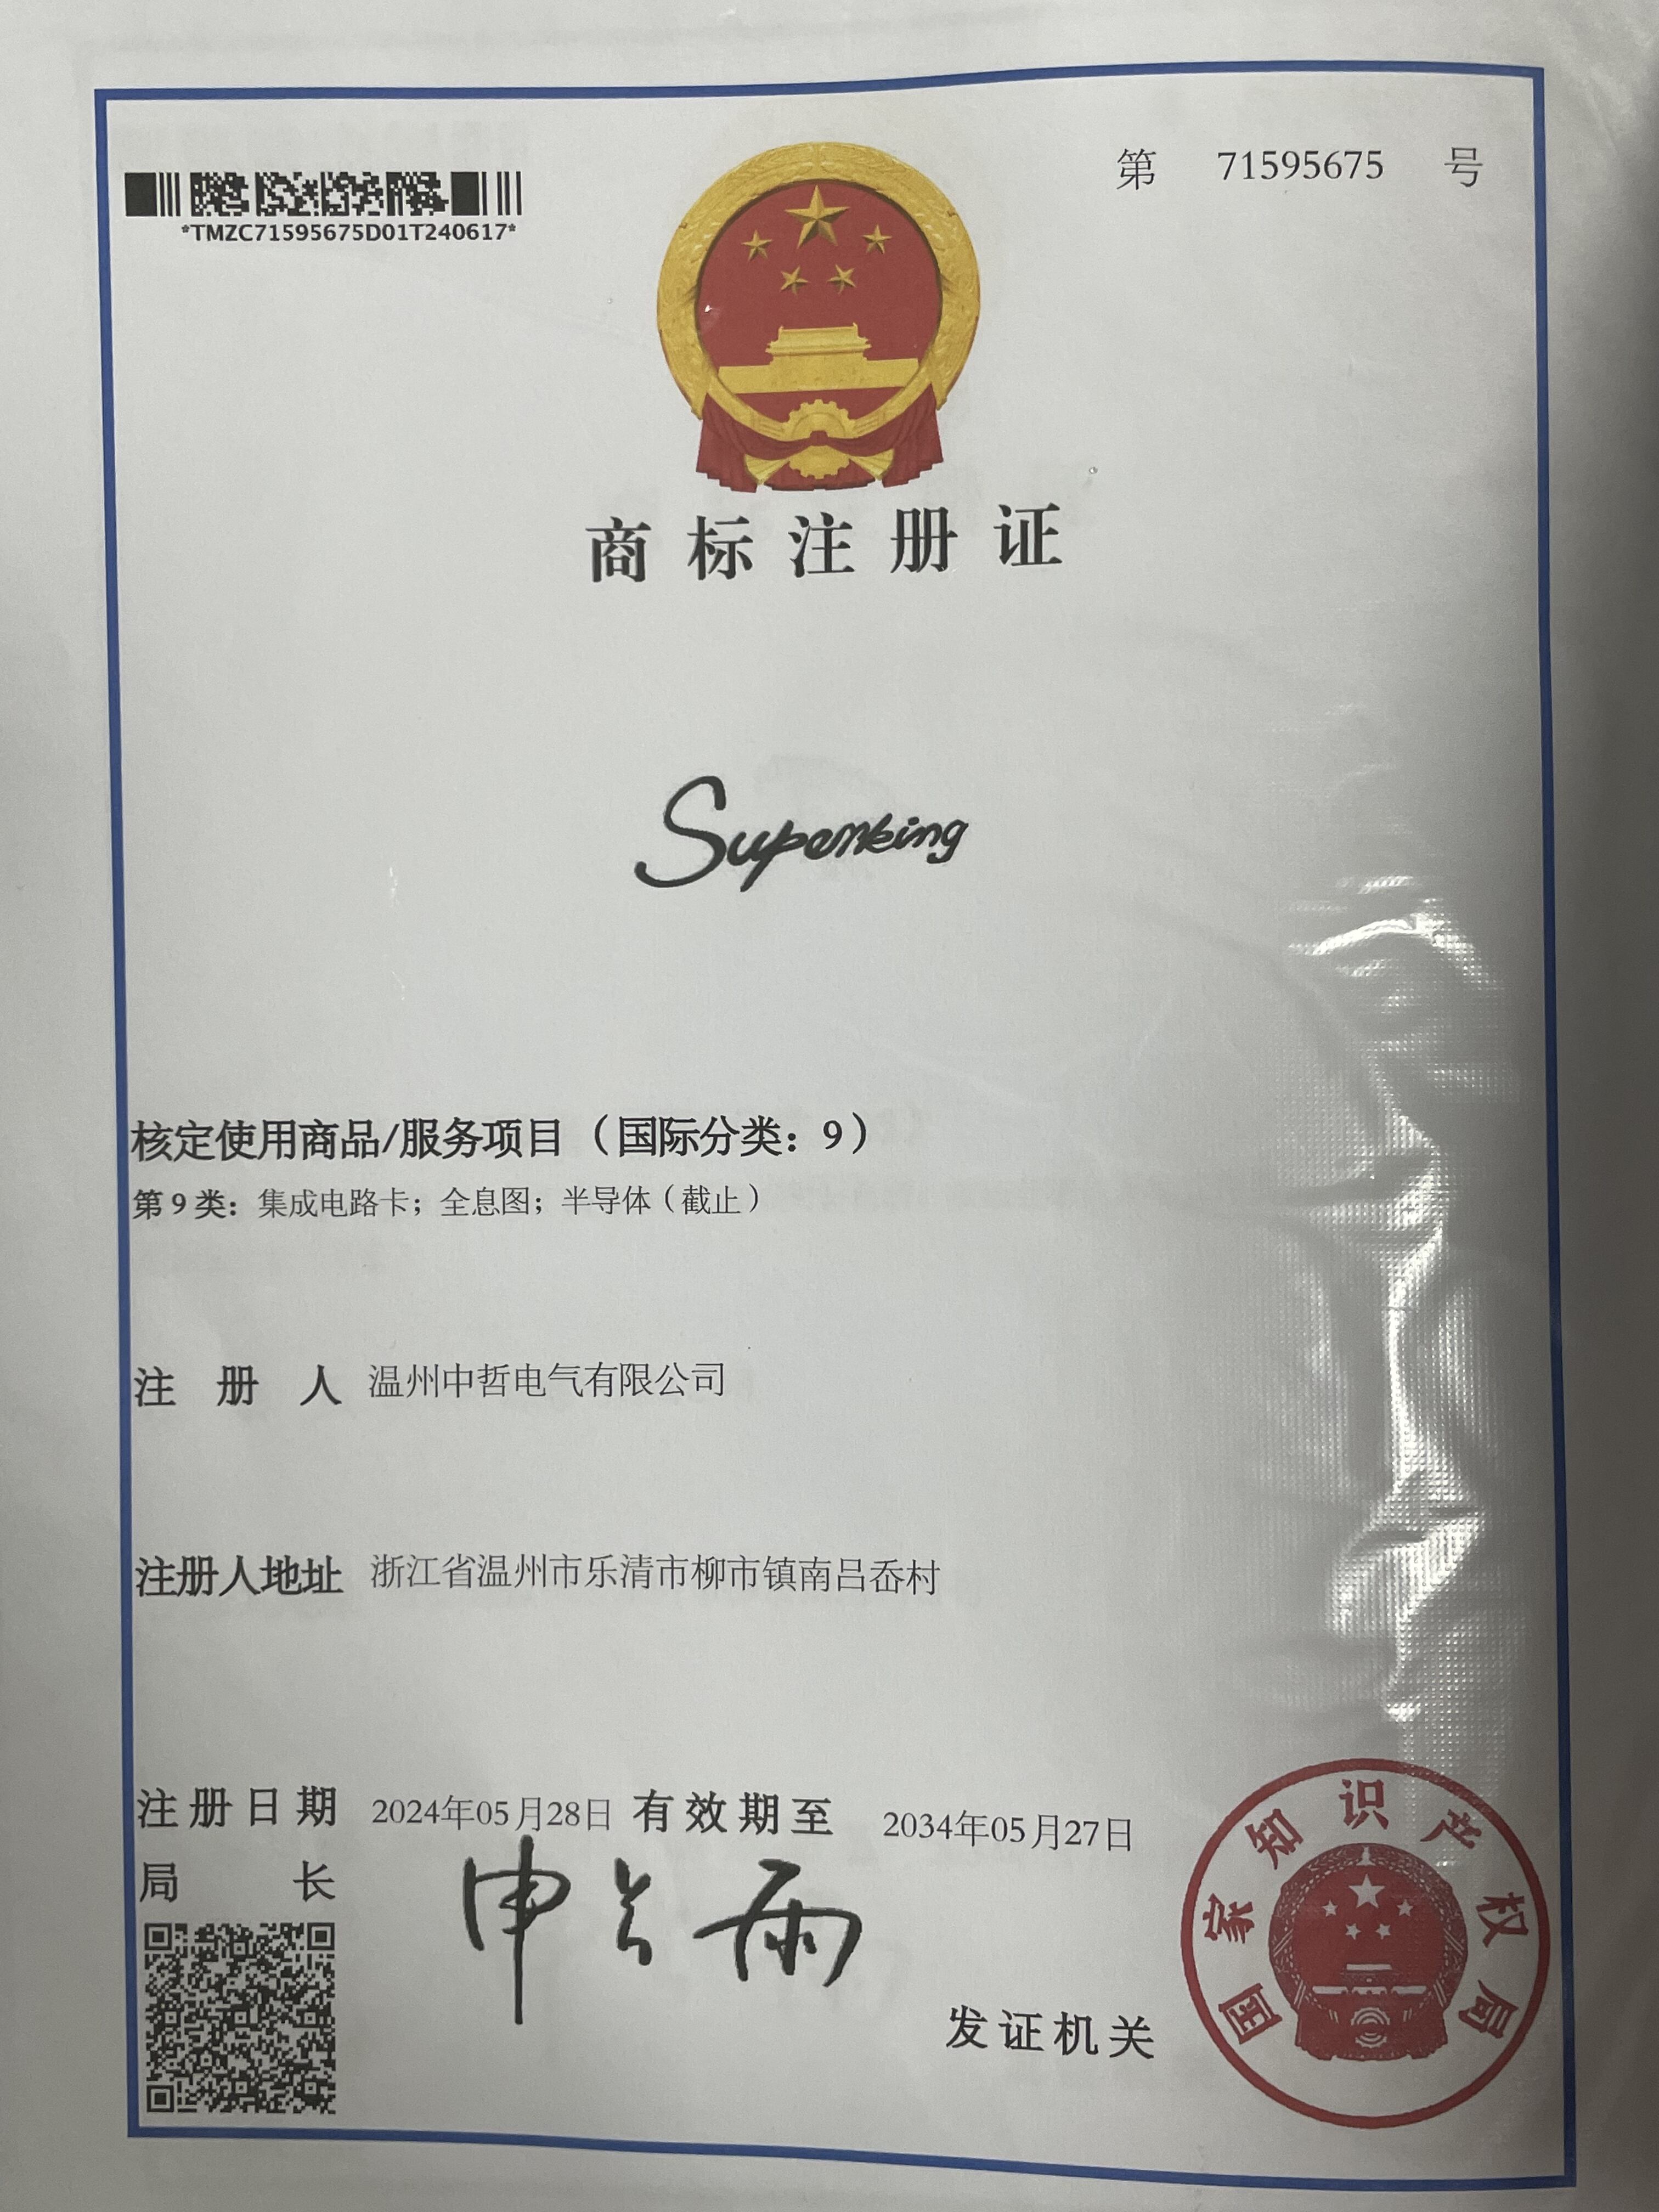 第 71595675 号
*TMZC71595675D01T240617*
商标注册证
Superking
核定使用商品/服务项目（国际分类：9）
第9类：集成电路卡；全息图；半导体（截止）
注册人 温州中哲电气有限公司
注册人地址 浙江省温州市乐清市柳市镇南吕岙村
注册日期 2024年05月28日 有效期至 2034年05月27日
局长 申长雨
发证机关
国家知识产权局